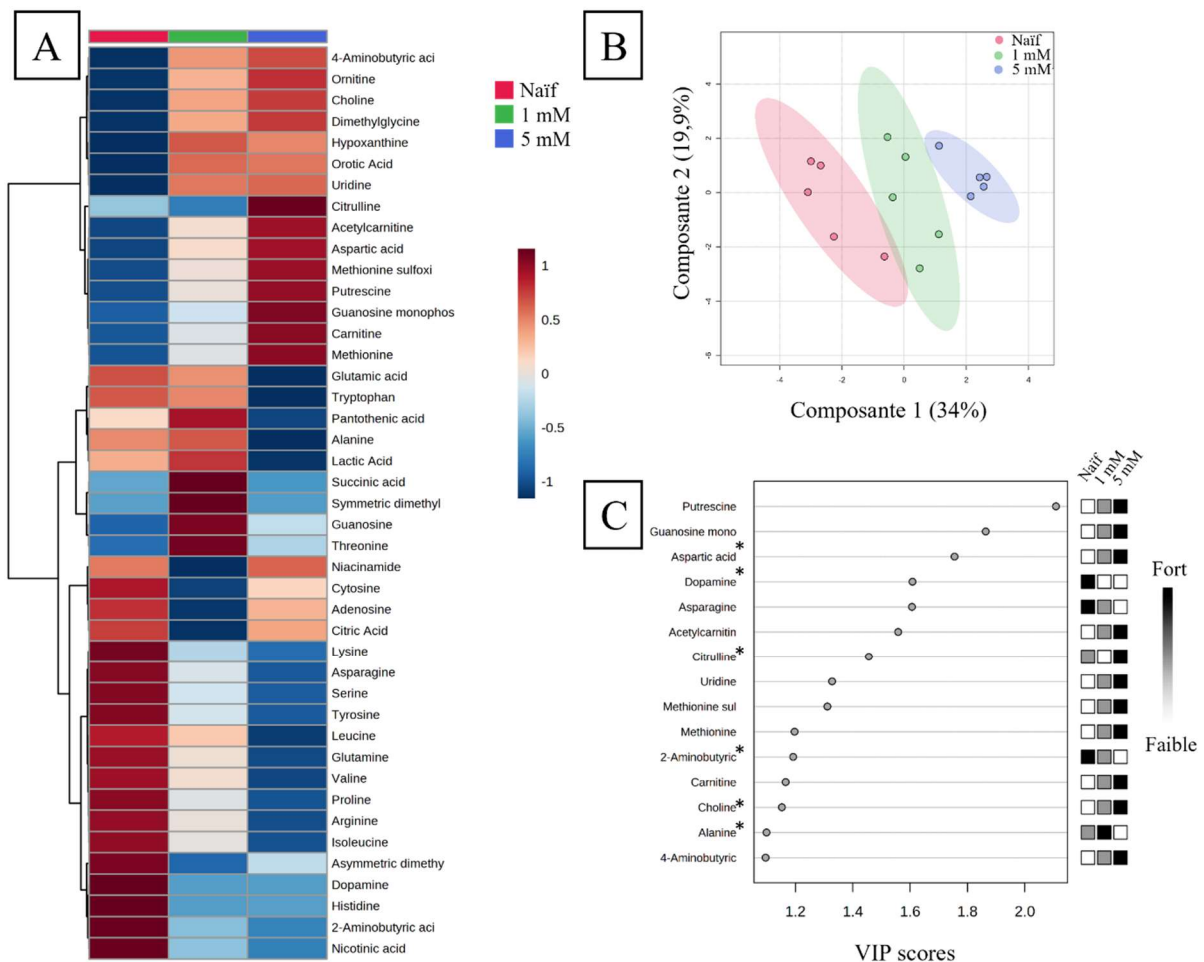 A
4-Aminobutyric aci
Ornitine
Choline
Dimethylglycine
Hypoxanthine
Orotic Acid
Uridine
Citrulline
Acetylcarnitine
Aspartic acid
Methionine sulfoxi
Putrescine
Guanosine monophos
Carnitine
Methionine
Glutamic acid
Tryptophan
Pantothenic acid
Alanine
Lactic Acid
Succinic acid
Symmetric dimethyl
Guanosine
Threonine
Niacinamide
Cytosine
Adenosine
Citric Acid
Lysine
Asparagine
Serine
Tyrosine
Leucine
Glutamine
Valine
Proline
Arginine
Isoleucine
Asymmetric dimethy
Dopamine
Histidine
2-Aminobutyric aci
Nicotinic acid
Naïf
1 mM
5 mM
1
0.5
0
-0.5
-1
B
Naïf
1 mM
5 mM
Composante 2 (19,9%)
4
2
0
-2
-4
-6
-4
-2
0
2
4
Composante 1 (34%)
C
Naïf
1 mM
5 mM
Putrescine
Guanosine mono
*
Aspartic acid
*
Dopamine
Asparagine
Acetylcarnitin
Citrulline *
Uridine
Methionine sul
Methionine
2-Aminobutyric *
Carnitine
Choline *
Alanine *
4-Aminobutyric
1.2
1.4
1.6
1.8
2.0
VIP scores
Fort
Faible